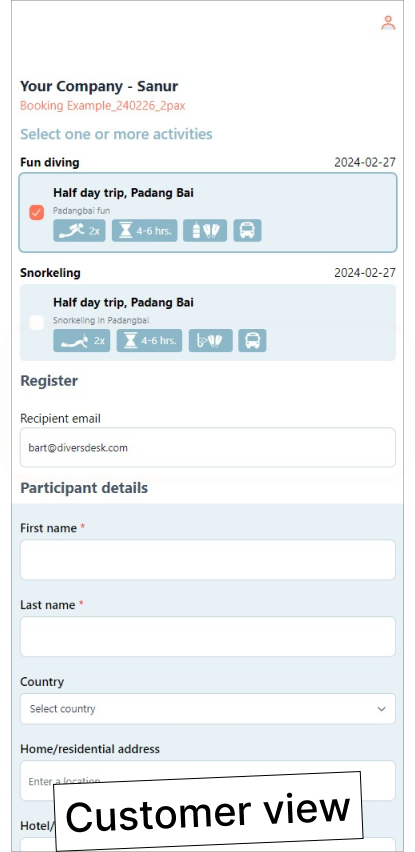 Your Company - Sanur
Booking Example_240226_2pax
Select one or more activities
Fun diving 2024-02-27
Half day trip, Padang Bai
Padangbai fun
2x 4-6 hrs.
Snorkeling 2024-02-27
Half day trip, Padang Bai
Snorkeling in Padangbai
2x 4-6 hrs.
Register
Recipient email
bart@diversdesk.com
Participant details
First name *
Last name *
Country
Select country
Home/residential address
Enter a location
Hotel/
Customer view